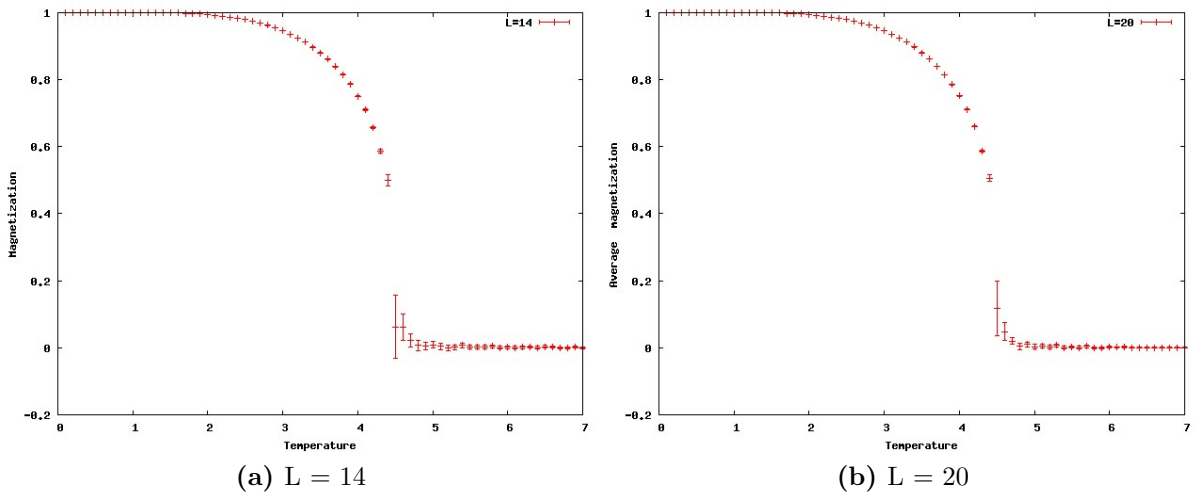 1
0.8
0.6
0.4
0.2
0
-0.2
Magnetization
L=14
0 1 2 3 4 5 6 7
Temperature
(a) L = 14
1
0.8
0.6
0.4
0.2
0
-0.2
Average magnetization
L=20
0 1 2 3 4 5 6 7
Temperature
(b) L = 20